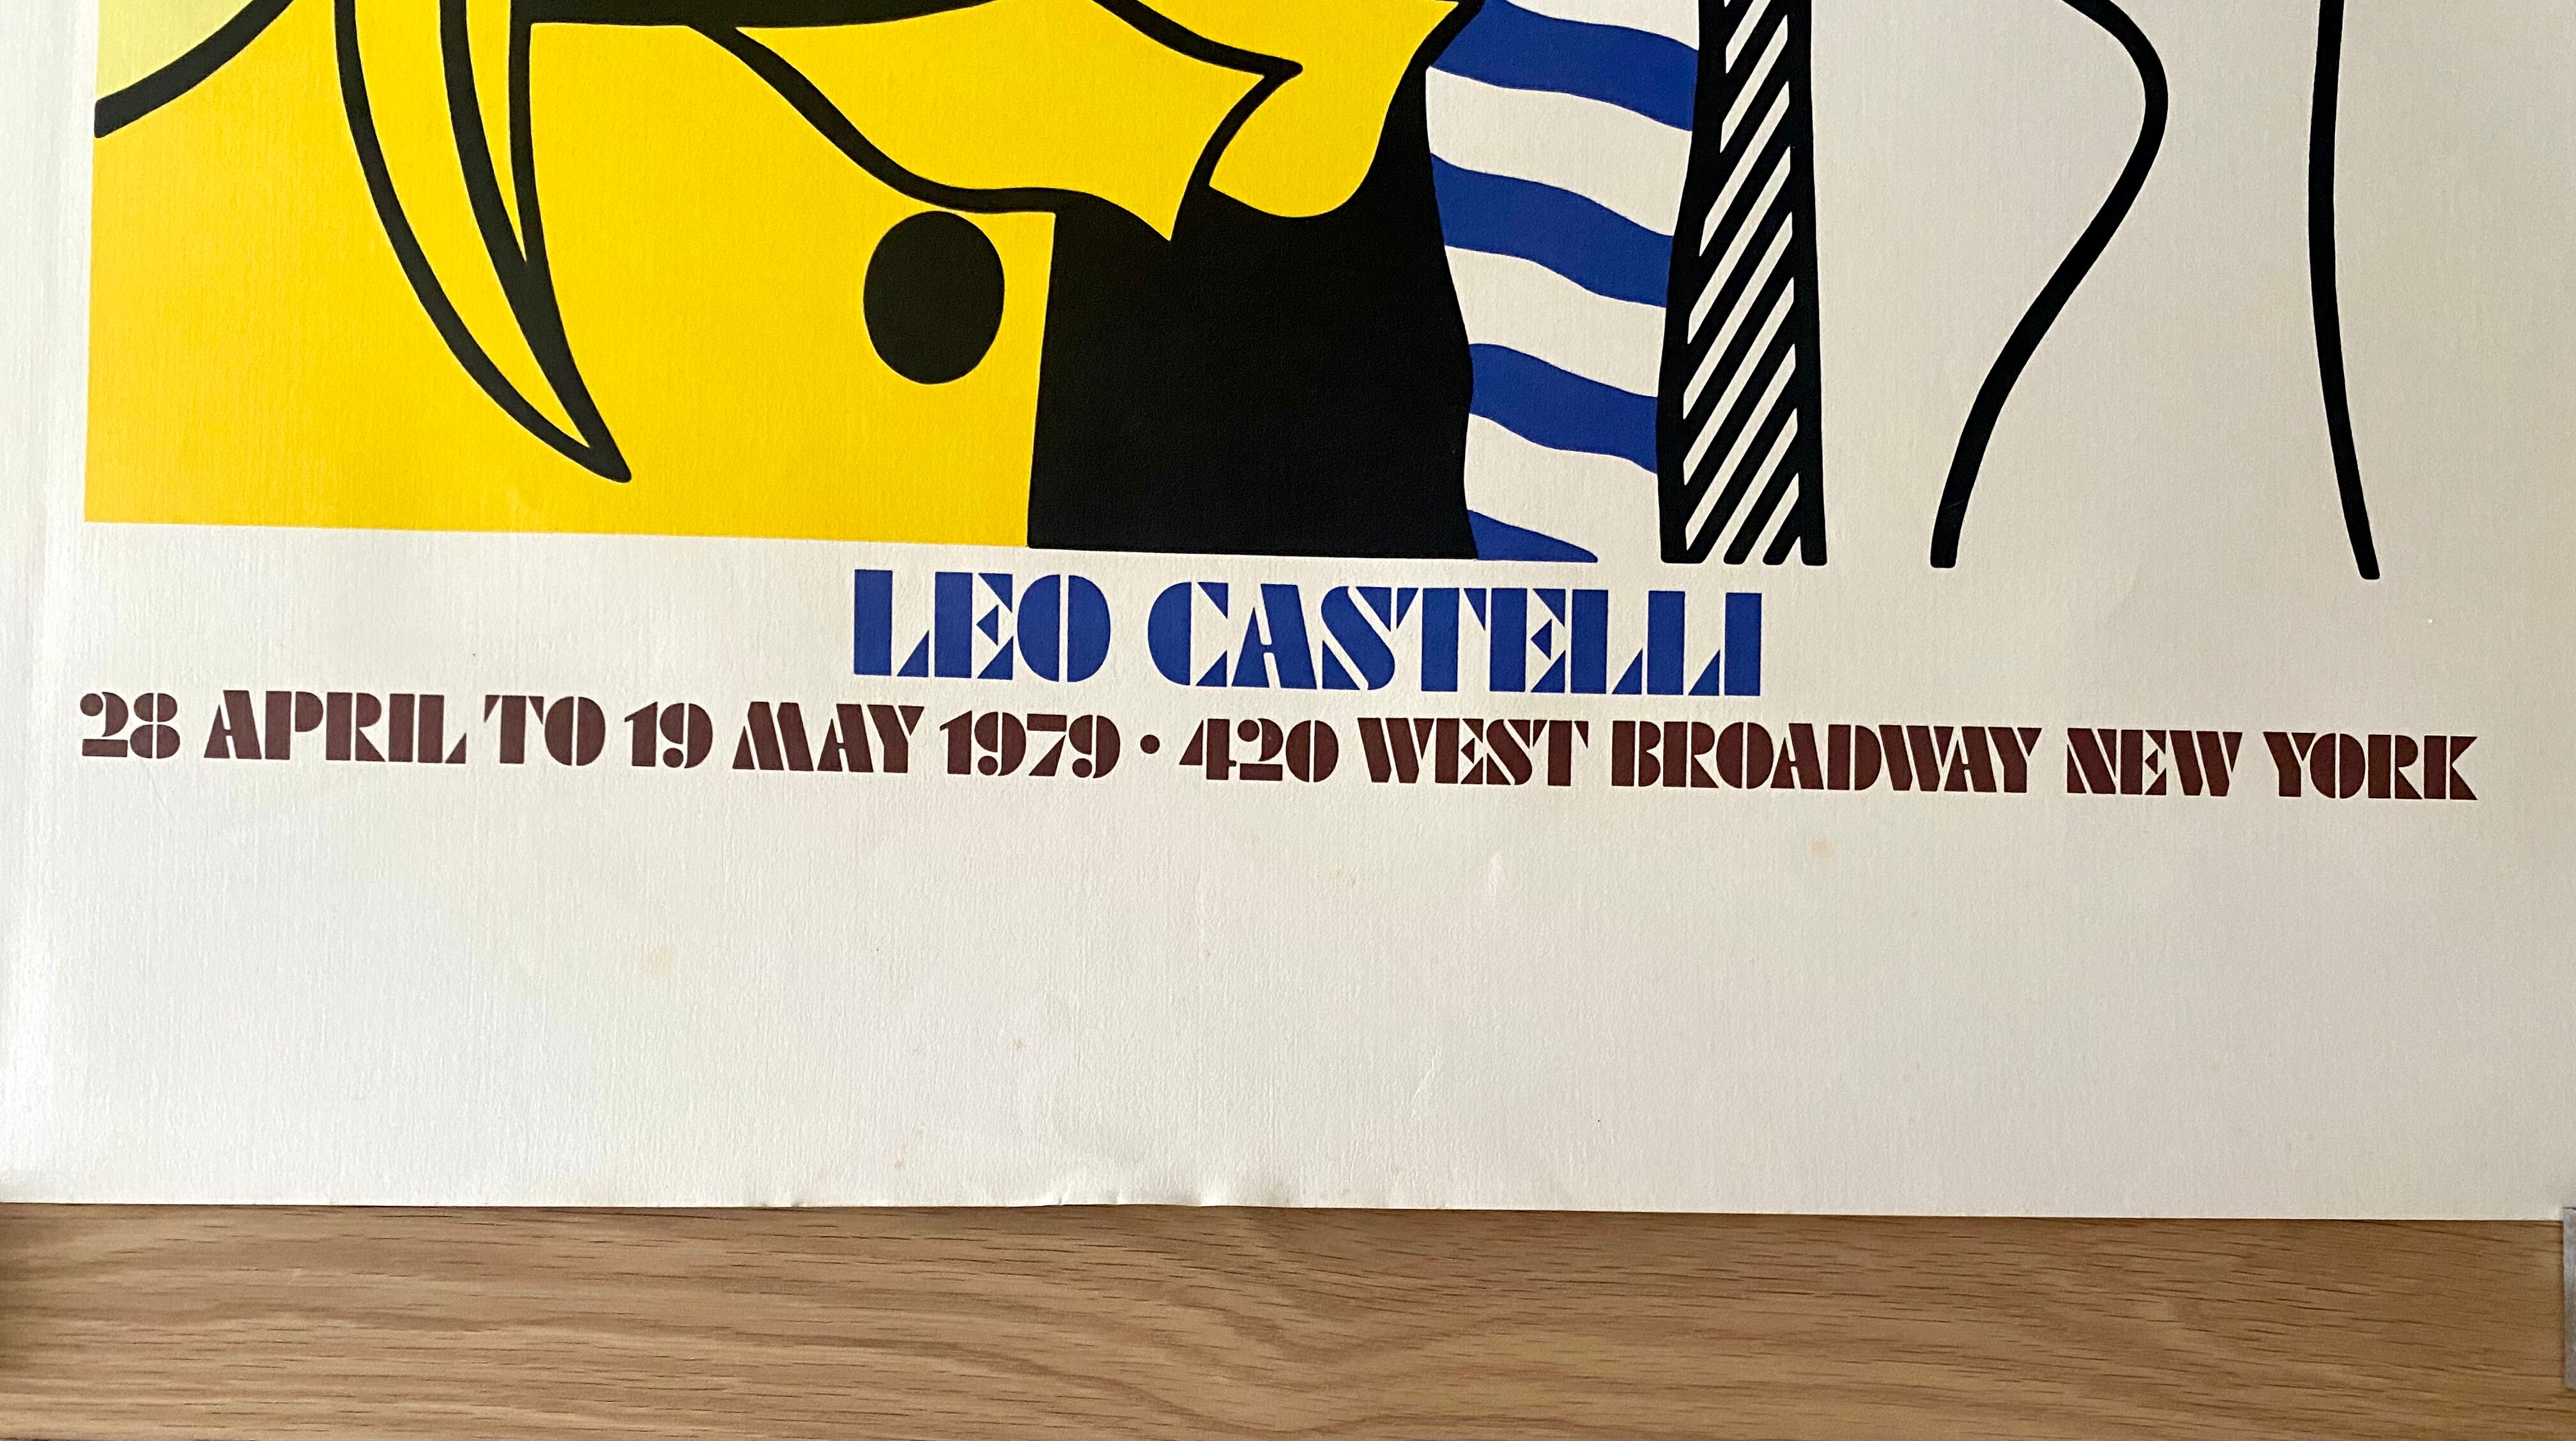 LEO CASTELLI
28 APRIL TO 19 MAY 1979 · 420 WEST BROADWAY NEW YORK